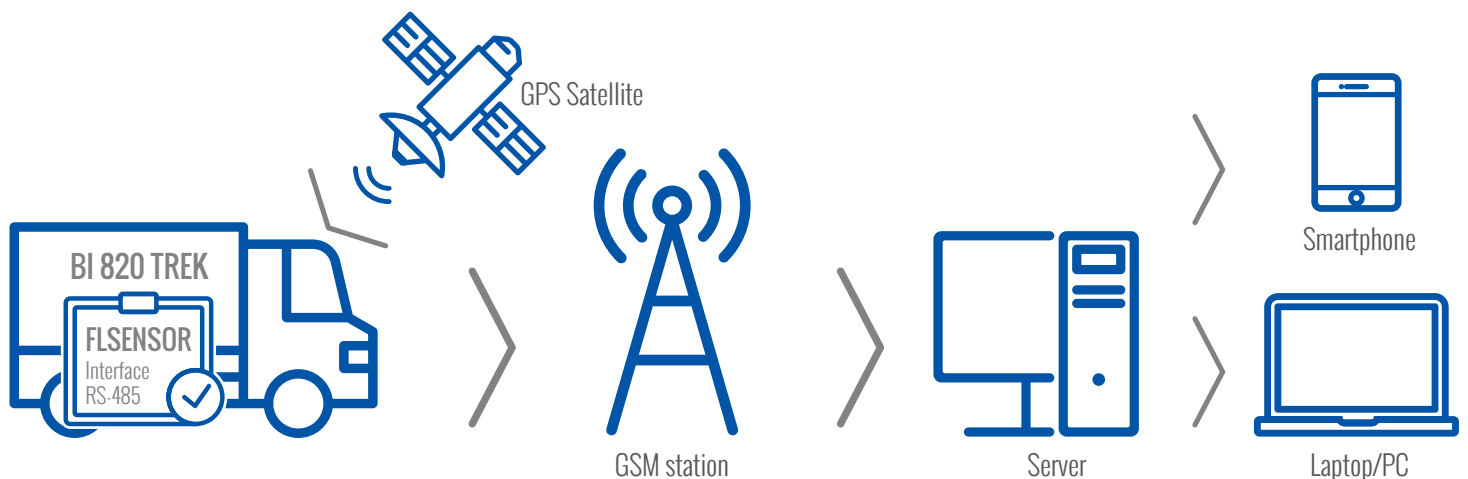 GPS Satellite
BI 820 TREK
FLSENSOR
Interface
RS-485
GSM station
Server
Smartphone
Laptop/PC